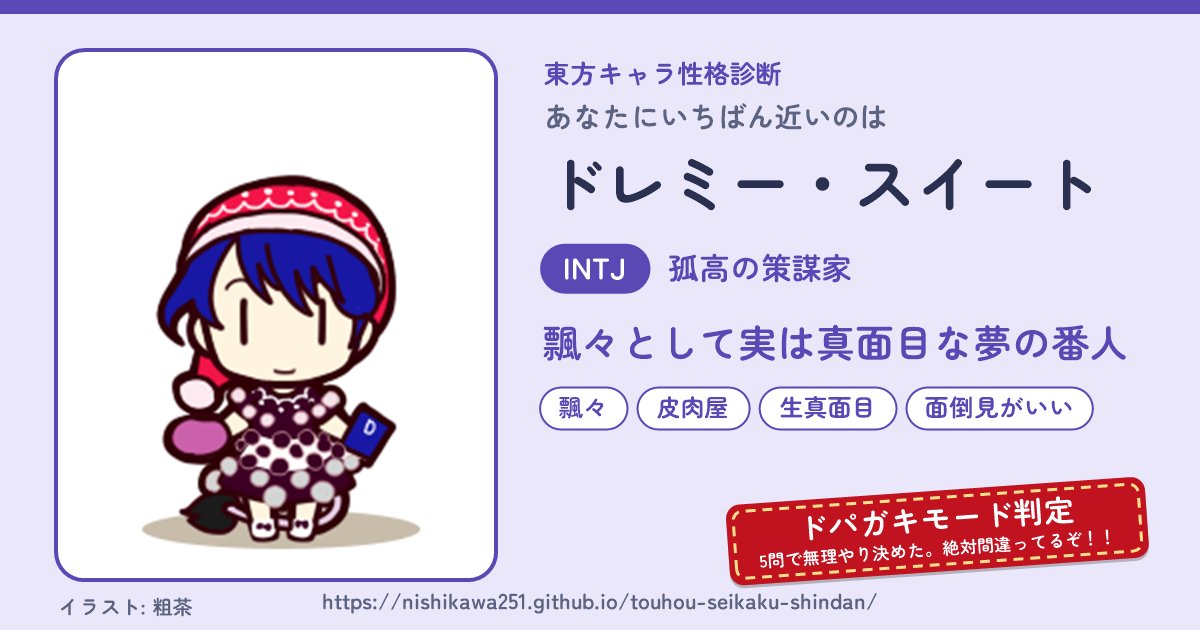 東方キャラ性格診断
あなたにいちばん近いのは
ドレミー・スイート
INTJ 孤高の策謀家
飄々として実は真面目な夢の番人
飄々 皮肉屋 生真面目 面倒見がいい
D
ドパガキモード判定
5問で無理やり決めた。絶対間違ってるぞ！！
イラスト: 粗茶
https://nishikawa251.github.io/touhou-seikaku-shindan/